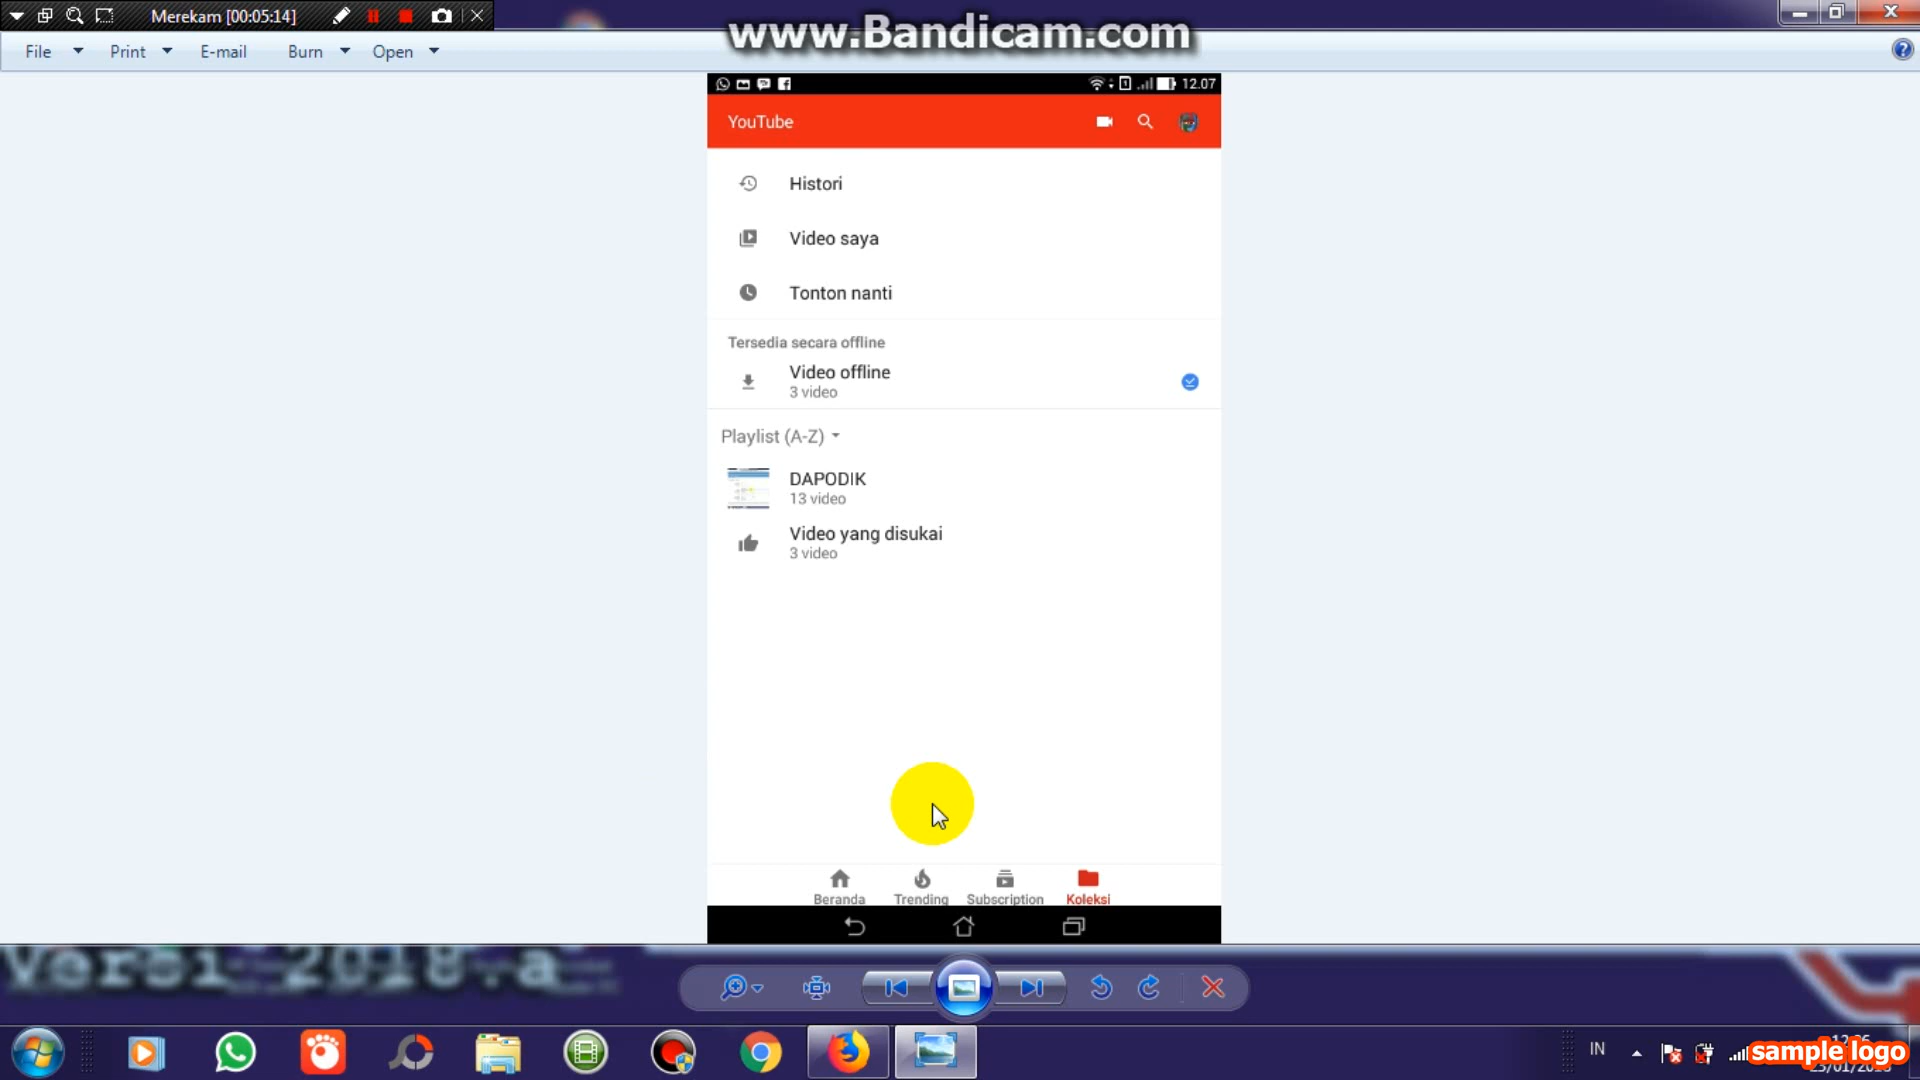 Merekam [00:05:14]
www.Bandicam.com
File Print E-mail Burn Open
12.07
YouTube
Histori
Video saya
Tonton nanti
Tersedia secara offline
Video offline
3 video
Playlist (A-Z)
DAPODIK
13 video
Video yang disukai
3 video
Beranda Trending Subscription Koleksi
Versi 2018.a
IN
sample logo